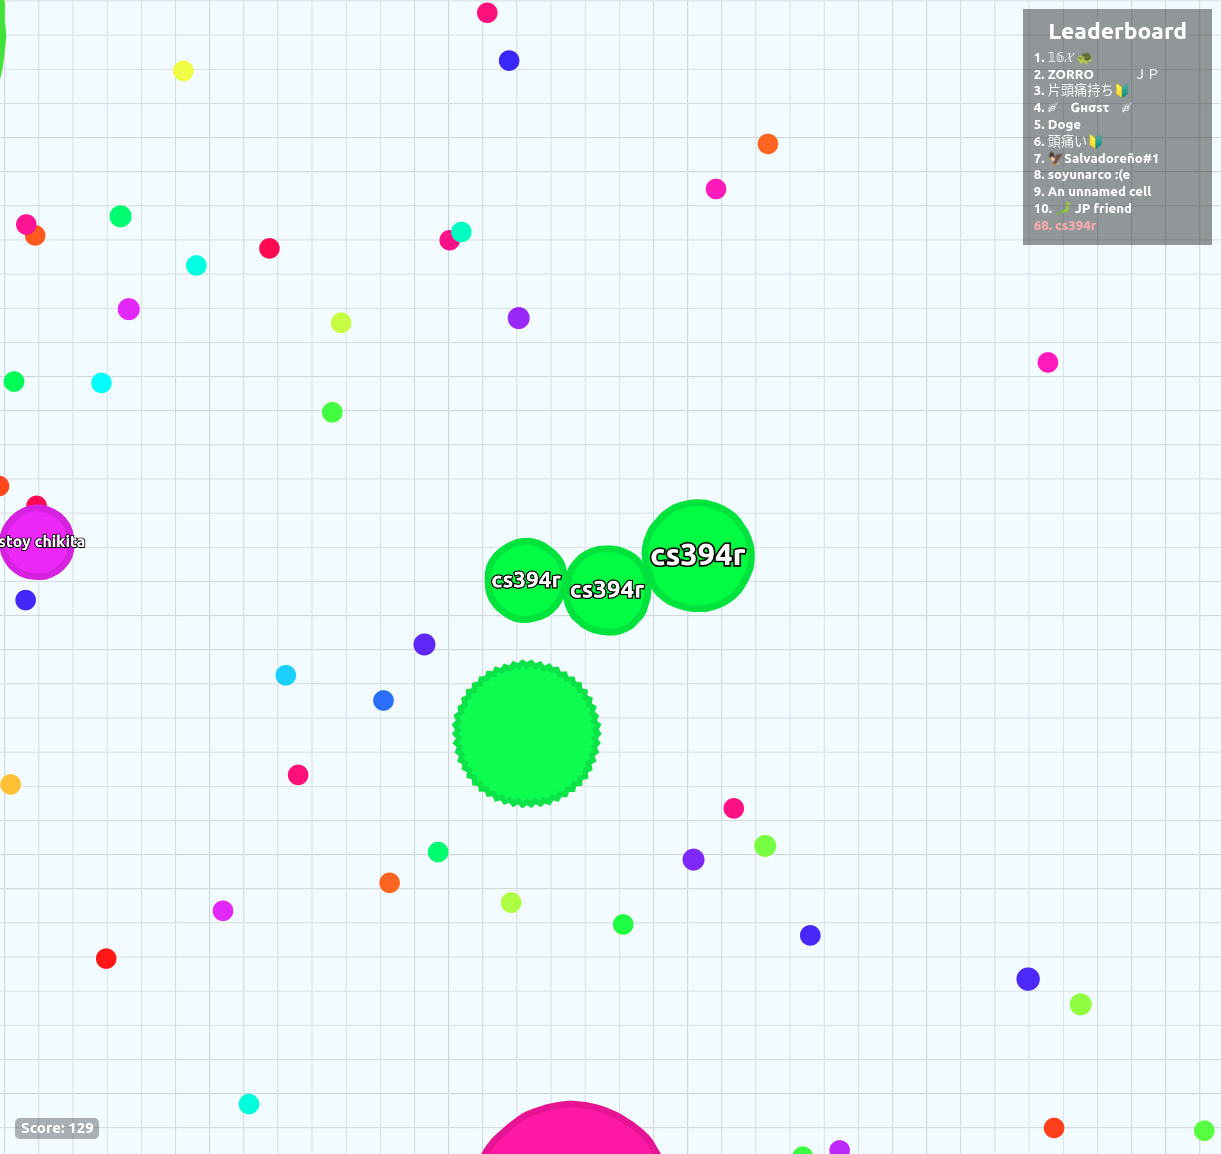 Leaderboard
1. 𝟙𝟞𝓧 🐢
2. ZORRO ＪＰ
3. 片頭痛持ち🔰
4. ☄ Ꮆнσѕт ☄
5. Doge
6. 頭痛い🔰
7. 🦅Salvadoreño#1
8. soyunarco :(e
9. An unnamed cell
10. JP friend
68. cs394r
stoy chikita
cs394r
cs394r
cs394r
Score: 129